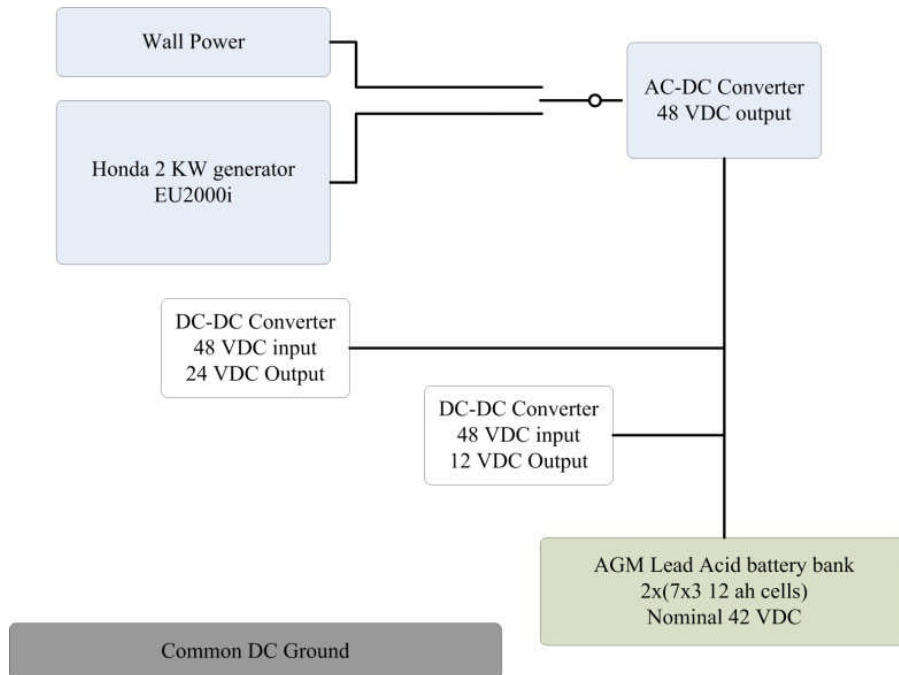 Wall Power
AC-DC Converter
48 VDC output
Honda 2 KW generator
EU2000i
DC-DC Converter
48 VDC input
24 VDC Output
DC-DC Converter
48 VDC input
12 VDC Output
AGM Lead Acid battery bank
2x(7x3 12 ah cells)
Nominal 42 VDC
Common DC Ground